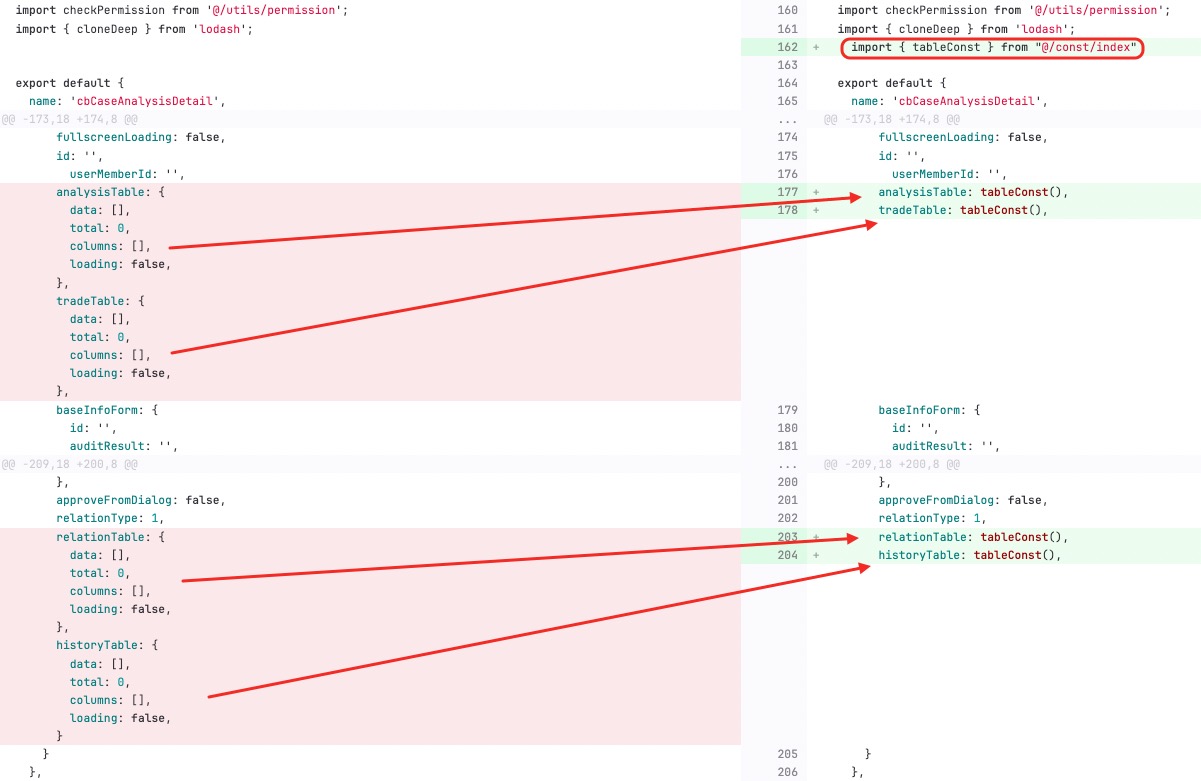 import checkPermission from '@/utils/permission';
import { cloneDeep } from 'lodash';
export default {
name: 'cbCaseAnalysisDetail',
@@ -173,18 +174,8 @@
fullscreenLoading: false,
id: '',
userMemberId: '',
analysisTable: {
data: [],
total: 0,
columns: [],
loading: false,
},
tradeTable: {
data: [],
total: 0,
columns: [],
loading: false,
},
baseInfoForm: {
id: '',
auditResult: '',
@@ -209,18 +200,8 @@
},
approveFromDialog: false,
relationType: 1,
relationTable: {
data: [],
total: 0,
columns: [],
loading: false,
},
historyTable: {
data: [],
total: 0,
columns: [],
loading: false,
}
}
},
160 import checkPermission from '@/utils/permission';
161 import { cloneDeep } from 'lodash';
162 + import { tableConst } from "@/const/index"
163
164 export default {
165 name: 'cbCaseAnalysisDetail',
... @@ -173,18 +174,8 @@
174 fullscreenLoading: false,
175 id: '',
176 userMemberId: '',
177 + analysisTable: tableConst(),
178 + tradeTable: tableConst(),
179 baseInfoForm: {
180 id: '',
181 auditResult: '',
... @@ -209,18 +200,8 @@
200 },
201 approveFromDialog: false,
202 relationType: 1,
203 + relationTable: tableConst(),
204 + historyTable: tableConst(),
205 }
206 },